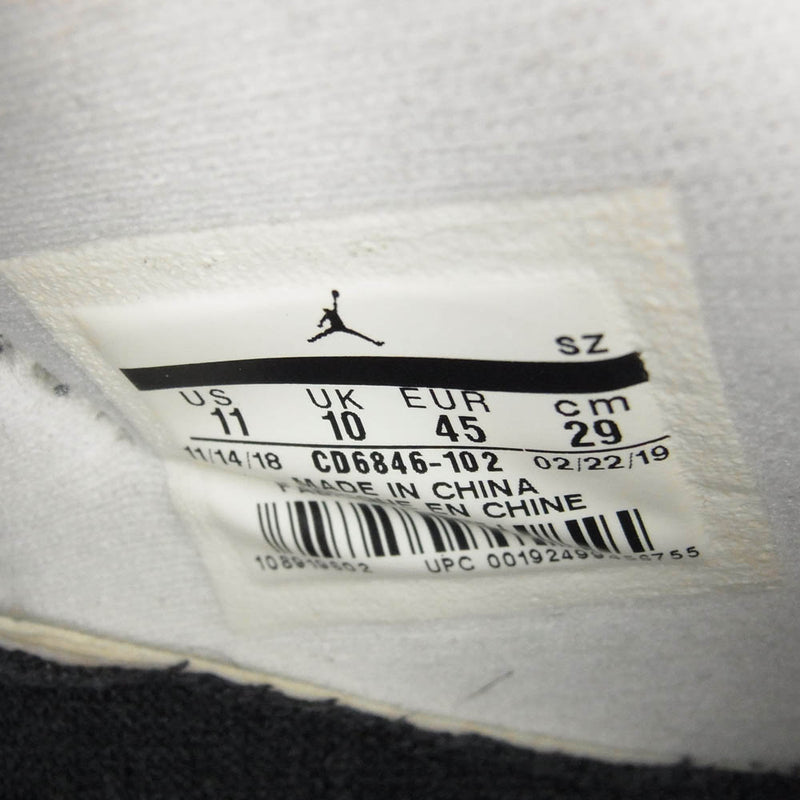 SZ
US UK EUR cm
11 10 45 29
11/14/18 CD6846-102 02/22/19
MADE IN CHINA
EN CHINE
UPC